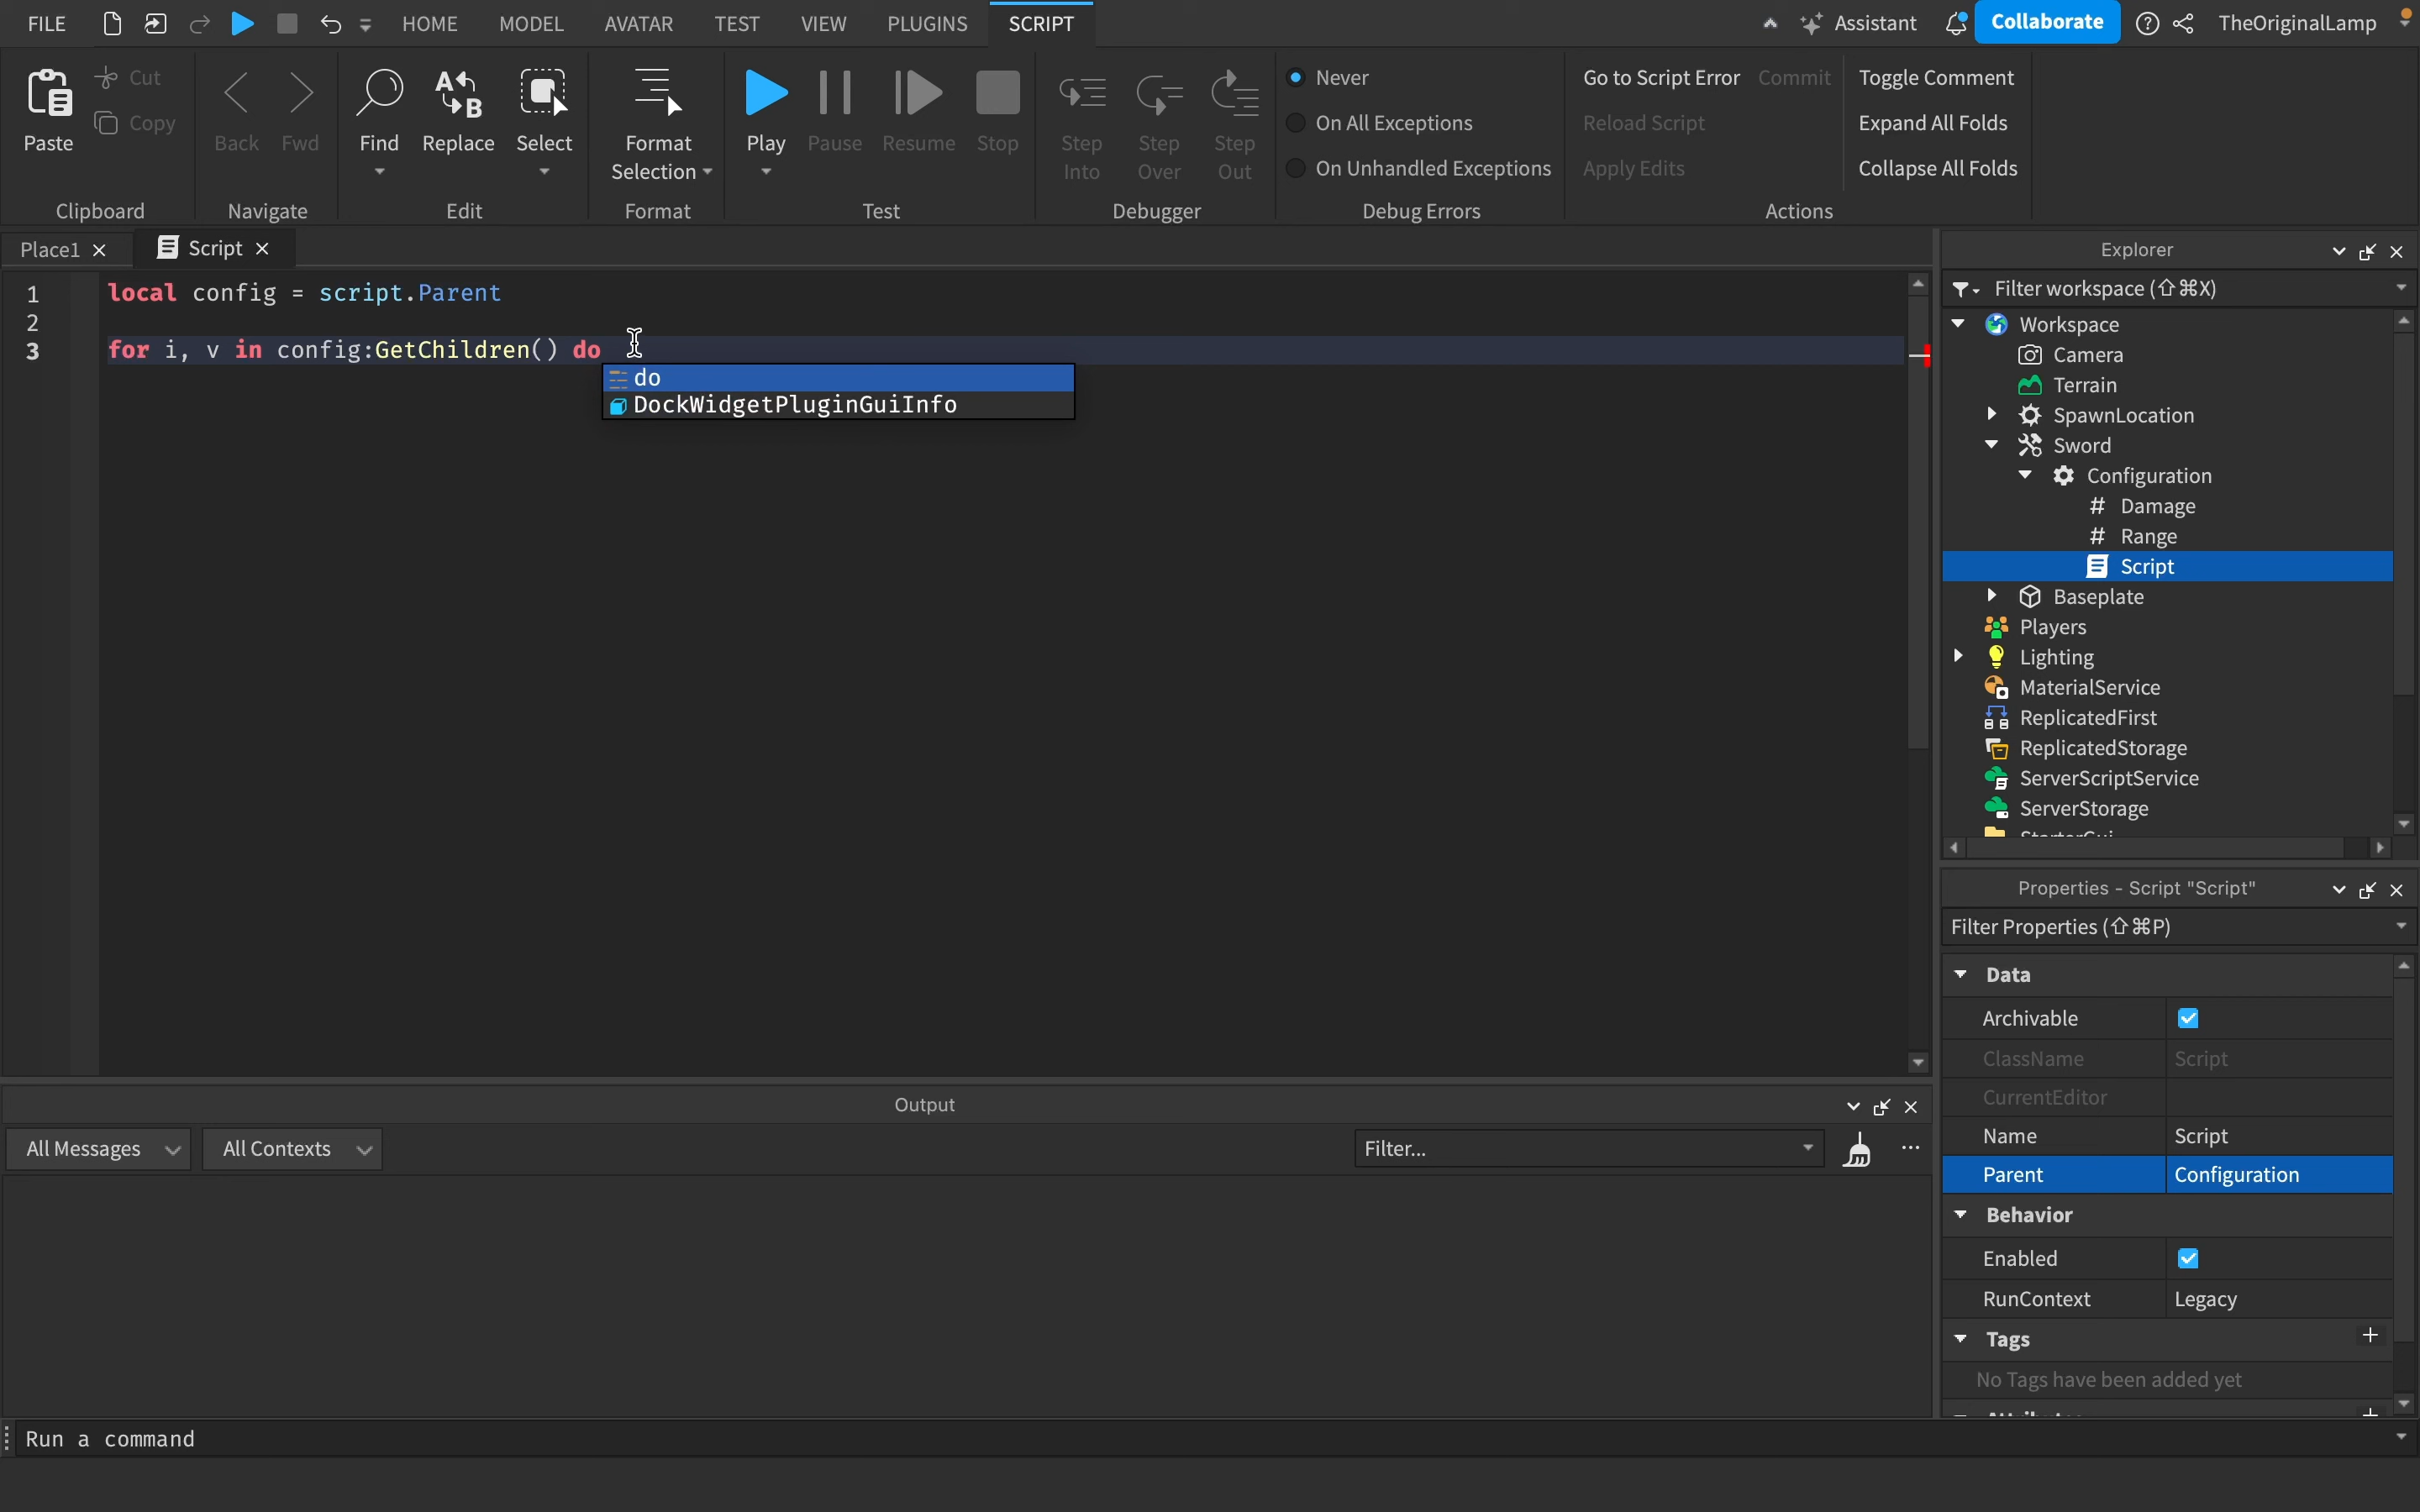 FILE HOME MODEL AVATAR TEST VIEW PLUGINS SCRIPT Assistant Collaborate TheOriginalLamp
Paste Cut Copy
Clipboard
Back Fwd
Navigate
Find Replace Select
Edit
Format
Selection
Format
Play Pause Resume Stop
Test
Step
Into
Step
Over
Step
Out
Debugger
Never
On All Exceptions
On Unhandled Exceptions
Debug Errors
Go to Script Error Commit
Reload Script
Apply Edits
Toggle Comment
Expand All Folds
Collapse All Folds
Actions
Place1 Script
1 local config = script.Parent
2
3 for i, v in config:GetChildren() do
do
DockWidgetPluginGuiInfo
Explorer
Filter workspace (⇧⌘X)
Workspace
Camera
Terrain
SpawnLocation
Sword
Configuration
# Damage
# Range
Script
Baseplate
Players
Lighting
MaterialService
ReplicatedFirst
ReplicatedStorage
ServerScriptService
ServerStorage
Properties - Script "Script"
Filter Properties (⇧⌘P)
Data
Archivable
ClassName Script
CurrentEditor
Name Script
Parent Configuration
Behavior
Enabled
RunContext Legacy
Tags +
No Tags have been added yet
Output
All Messages All Contexts Filter...
Run a command